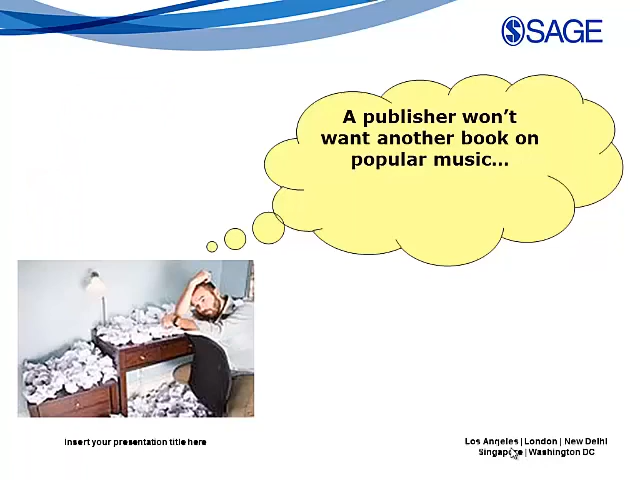 SAGE
A publisher won't
want another book on
popular music...
Insert your presentation title here
Los Angeles | London | New Delhi
Singapore | Washington DC